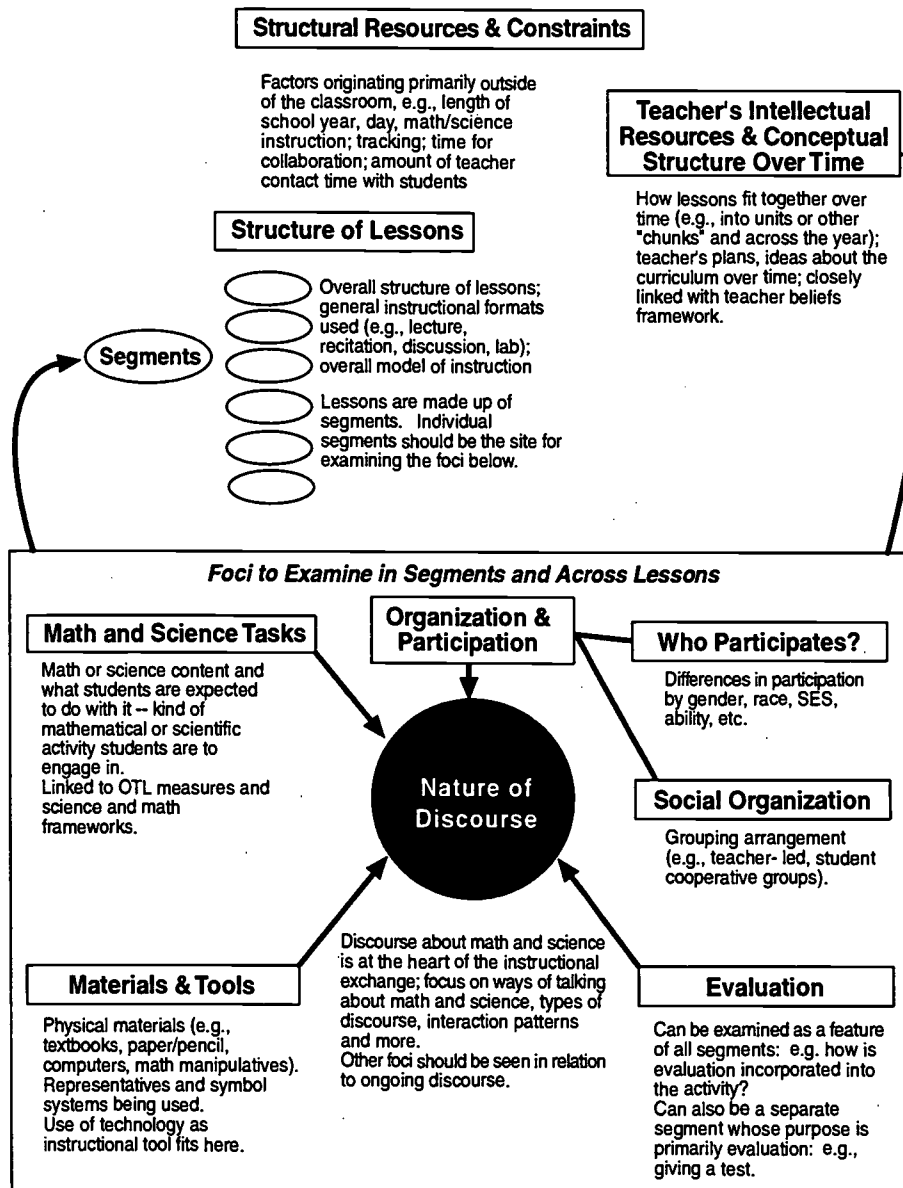 Structural Resources & Constraints
Factors originating primarily outside
of the classroom, e.g., length of
school year, day, math/science
instruction; tracking; time for
collaboration; amount of teacher
contact time with students
Teacher's Intellectual
Resources & Conceptual
Structure Over Time
How lessons fit together over
time (e.g., into units or other
"chunks" and across the year);
teacher's plans, ideas about the
curriculum over time; closely
linked with teacher beliefs
framework.
Structure of Lessons
Segments
Overall structure of lessons;
general instructional formats
used (e.g., lecture,
recitation, discussion, lab);
overall model of instruction
Lessons are made up of
segments. Individual
segments should be the site for
examining the foci below.
Foci to Examine in Segments and Across Lessons
Math and Science Tasks
Math or science content and
what students are expected
to do with it -- kind of
mathematical or scientific
activity students are to
engage in.
Linked to OTL measures and
science and math
frameworks.
Organization &
Participation
Who Participates?
Differences in participation
by gender, race, SES,
ability, etc.
Nature of
Discourse
Social Organization
Grouping arrangement
(e.g., teacher- led, student
cooperative groups).
Discourse about math and science
is at the heart of the instructional
exchange; focus on ways of talking
about math and science, types of
discourse, interaction patterns
and more.
Other foci should be seen in relation
to ongoing discourse.
Materials & Tools
Physical materials (e.g.,
textbooks, paper/pencil,
computers, math manipulatives).
Representatives and symbol
systems being used.
Use of technology as
instructional tool fits here.
Evaluation
Can be examined as a feature
of all segments: e.g. how is
evaluation incorporated into
the activity?
Can also be a separate
segment whose purpose is
primarily evaluation: e.g.,
giving a test.